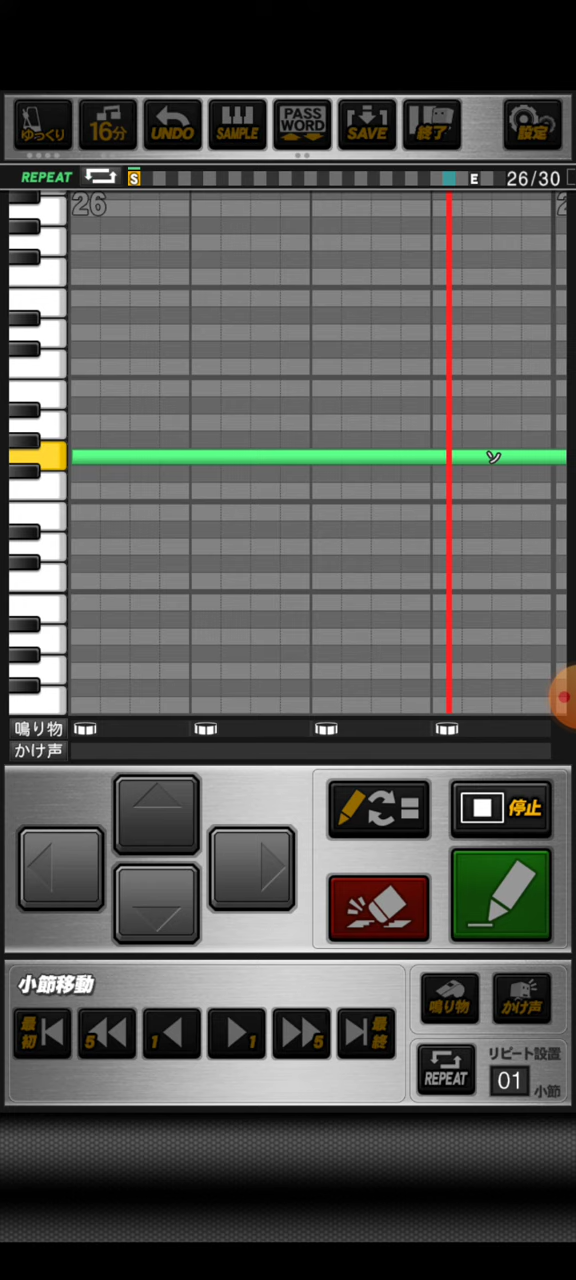 ゆっくり 16分 UNDO SAMPLE PASS WORD SAVE 終了 設定
REPEAT S E 26/30
26
ツ
鳴り物
かけ声
停止
小節移動
最初 5 1 1 5 最終
鳴り物 かけ声
REPEAT リピート設置 01 小節